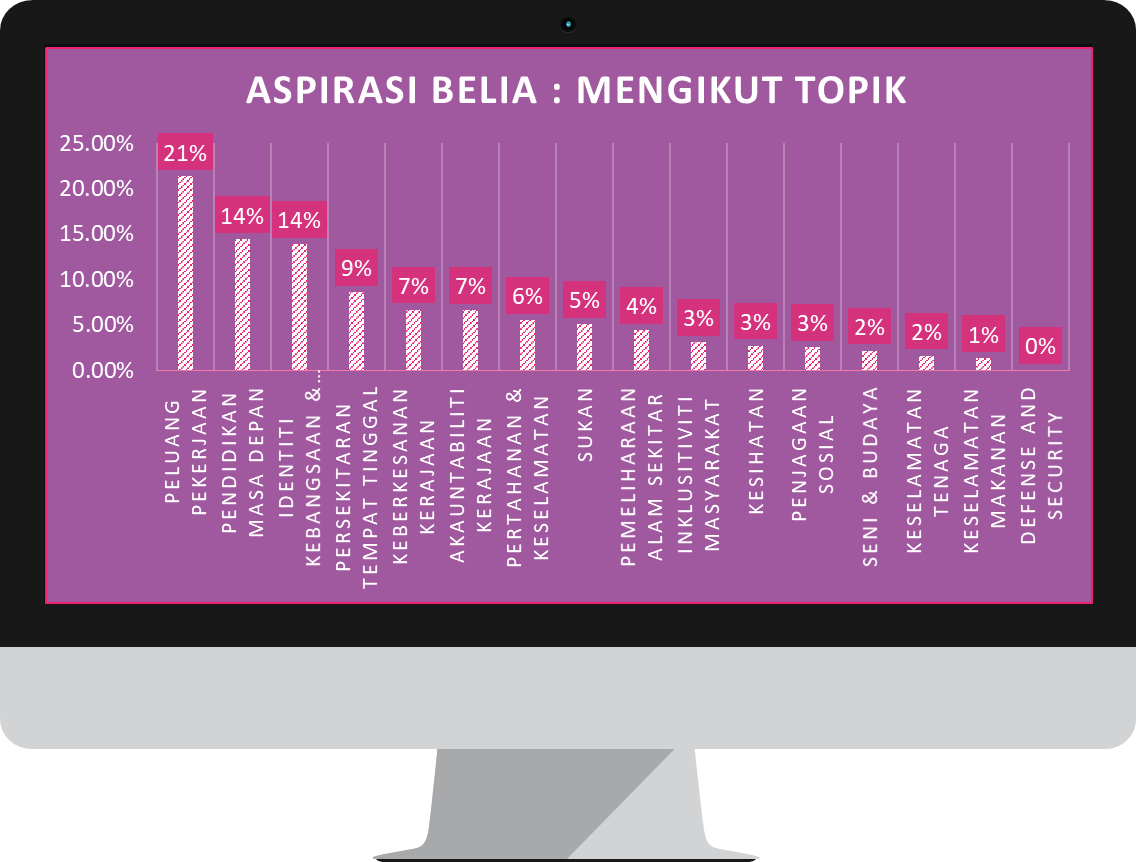 ASPIRASI BELIA : MENGIKUT TOPIK
25.00%
20.00%
15.00%
10.00%
5.00%
0.00%
21%
14%
14%
9%
7%
7%
6%
5%
4%
3%
3%
3%
2%
2%
1%
0%
PELUANG
PEKERJAAN
PENDIDIKAN
MASA DEPAN
IDENTITI
KEBANGSAAN &...
PERSEKITARAN
TEMPAT TINGGAL
KEBERKESANAN
KERAJAAN
AKAUNTABILITI
KERAJAAN
PERTAHANAN &
KESELAMATAN
SUKAN
PEMELIHARAAN
ALAM SEKITAR
INKLUSITIVITI
MASYARAKAT
KESIHATAN
PENJAGAAN
SOSIAL
SENI & BUDAYA
KESELAMATAN
TENAGA
KESELAMATAN
MAKANAN
DEFENSE AND
SECURITY